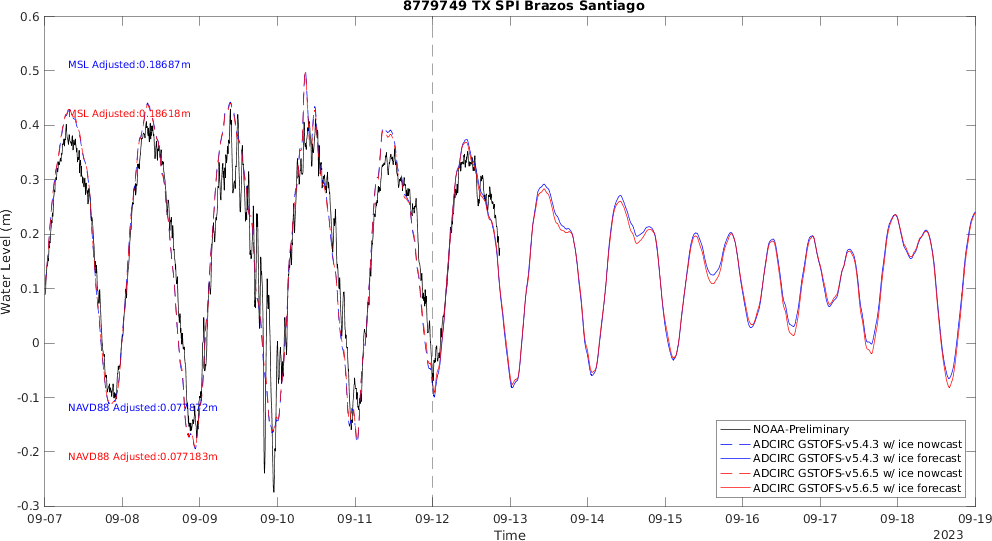 8779749 TX SPI Brazos Santiago
0.6
0.5
0.4
0.3
0.2
0.1
0
-0.1
-0.2
-0.3
Water Level (m)
MSL Adjusted:0.18687m
MSL Adjusted:0.18618m
NAVD88 Adjusted:0.077872m
NAVD88 Adjusted:0.077183m
NOAA-Preliminary
ADCIRC GSTOFS-v5.4.3 w/ ice nowcast
ADCIRC GSTOFS-v5.4.3 w/ ice forecast
ADCIRC GSTOFS-v5.6.5 w/ ice nowcast
ADCIRC GSTOFS-v5.6.5 w/ ice forecast
09-07 09-08 09-09 09-10 09-11 09-12 09-13 09-14 09-15 09-16 09-17 09-18 09-19
Time
2023